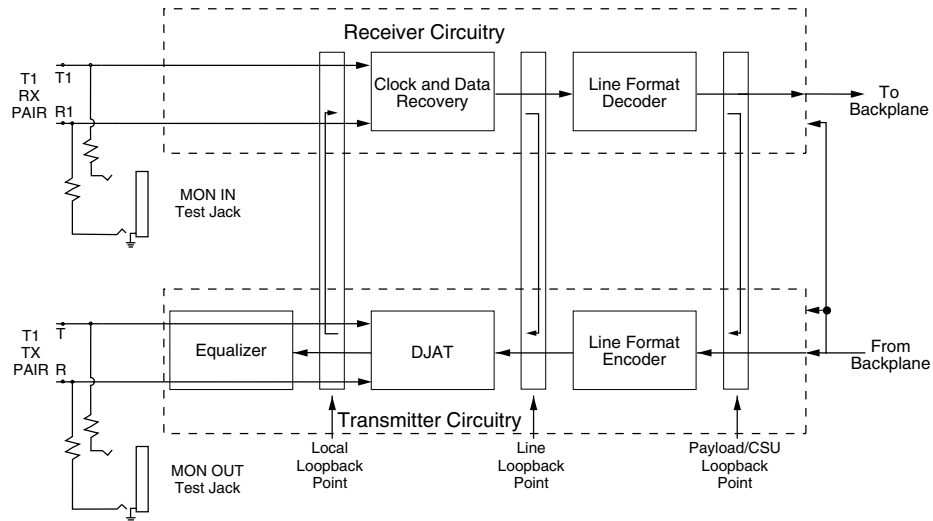 Receiver Circuitry
T1
RX
PAIR
T1
R1
Clock and Data
Recovery
Line Format
Decoder
To
Backplane
MON IN
Test Jack
T1
TX
PAIR
T
R
Equalizer
DJAT
Line Format
Encoder
From
Backplane
Transmitter Circuitry
MON OUT
Test Jack
Local
Loopback
Point
Line
Loopback
Point
Payload/CSU
Loopback
Point